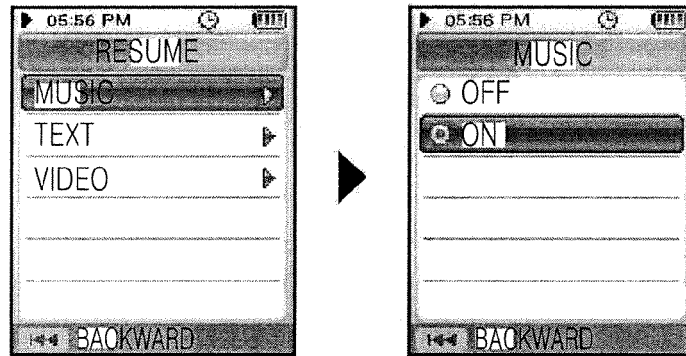 05:56 PM
RESUME
MUSIC
TEXT
VIDEO
BACKWARD
05:56 PM
MUSIC
OFF
ON
BACKWARD